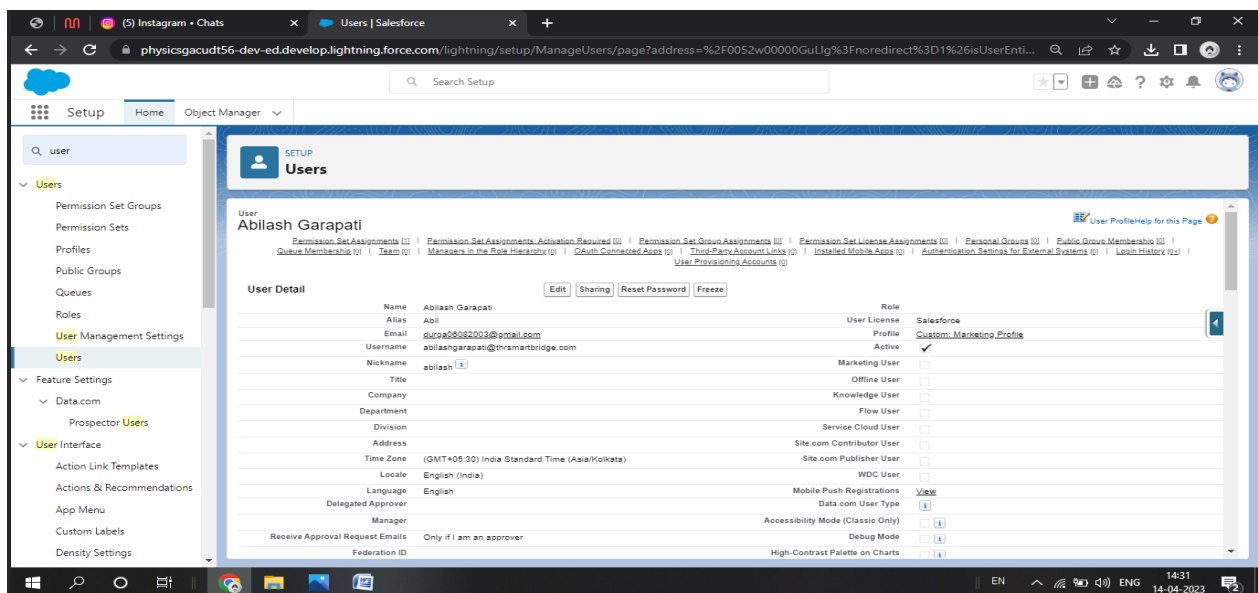 (5) Instagram • Chats
Users | Salesforce
physicsgacudt56-dev-ed.develop.lightning.force.com/lightning/setup/ManageUsers/page?address=%2F0052w00000GuLlg%3Fnoredirect%3D1%26isUserEnti...
Search Setup
Setup Home Object Manager
user
Users
Permission Set Groups
Permission Sets
Profiles
Public Groups
Queues
Roles
User Management Settings
Users
Feature Settings
Data.com
Prospector Users
User Interface
Action Link Templates
Actions & Recommendations
App Menu
Custom Labels
Density Settings
SETUP
Users
User
Abilash Garapati
User Profile Help for this Page
Permission Set Assignments [1] | Permission Set Assignments: Activation Required [0] | Permission Set Group Assignments [0] | Permission Set License Assignments [0] | Personal Groups [0] | Public Group Membership [0] |
Queue Membership [0] | Team [0] | Managers in the Role Hierarchy [0] | OAuth Connected Apps [0] | Third-Party Account Links [0] | Installed Mobile Apps [0] | Authentication Settings for External Systems [0] | Login History [0+] |
User Provisioning Accounts [0]
User Detail Edit Sharing Reset Password Freeze
Name Abilash Garapati Role
Alias Abil User License Salesforce
Email durga06082003@gmail.com Profile Custom: Marketing Profile
Username abilashgarapati@thrsmartbridge.com Active
Nickname abilash Marketing User
Title Offline User
Company Knowledge User
Department Flow User
Division Service Cloud User
Address Site.com Contributor User
Time Zone (GMT+05:30) India Standard Time (Asia/Kolkata) Site.com Publisher User
Locale English (India) WDC User
Language English Mobile Push Registrations View
Delegated Approver Data.com User Type
Manager Accessibility Mode (Classic Only)
Receive Approval Request Emails Only if I am an approver Debug Mode
Federation ID High-Contrast Palette on Charts
EN ENG 14:31
14-04-2023